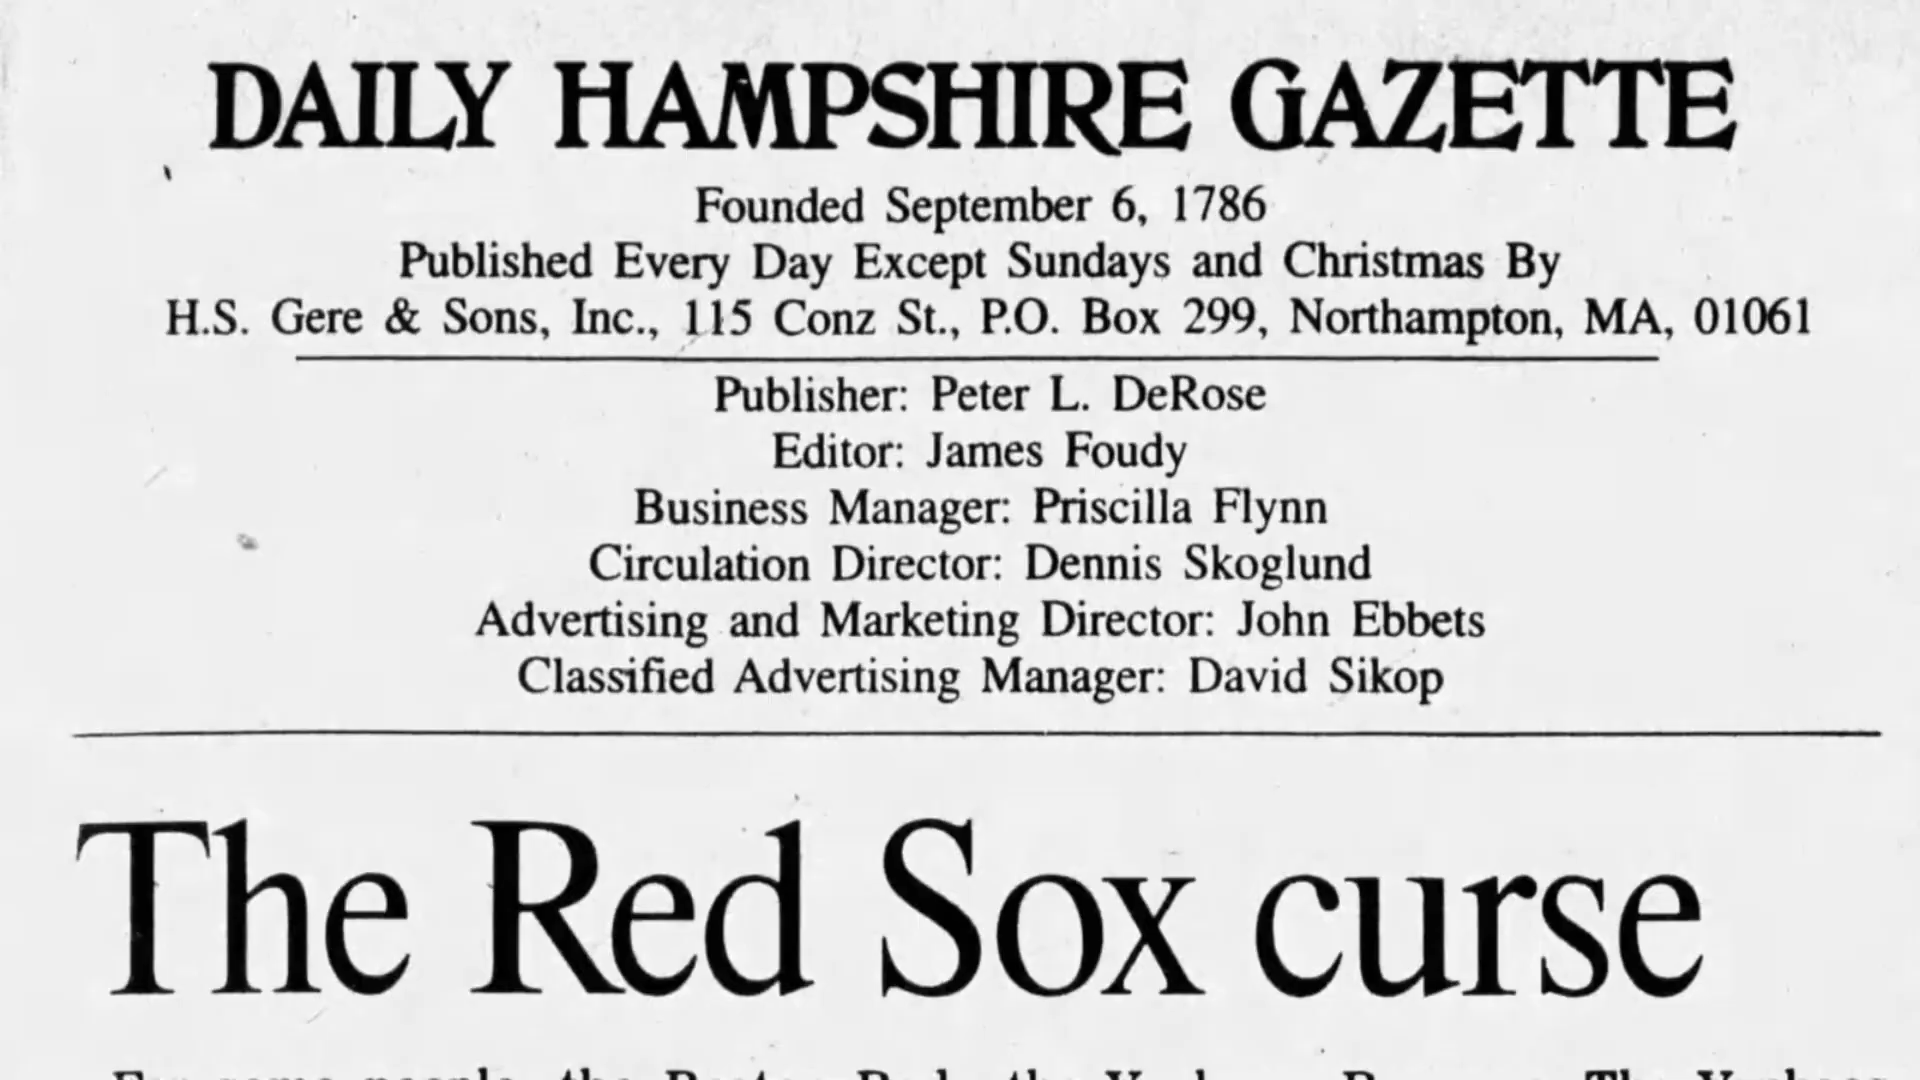 DAILY HAMPSHIRE GAZETTE
Founded September 6, 1786
Published Every Day Except Sundays and Christmas By
H.S. Gere & Sons, Inc., 115 Conz St., P.O. Box 299, Northampton, MA, 01061
Publisher: Peter L. DeRose
Editor: James Foudy
Business Manager: Priscilla Flynn
Circulation Director: Dennis Skoglund
Advertising and Marketing Director: John Ebbets
Classified Advertising Manager: David Sikop
The Red Sox curse